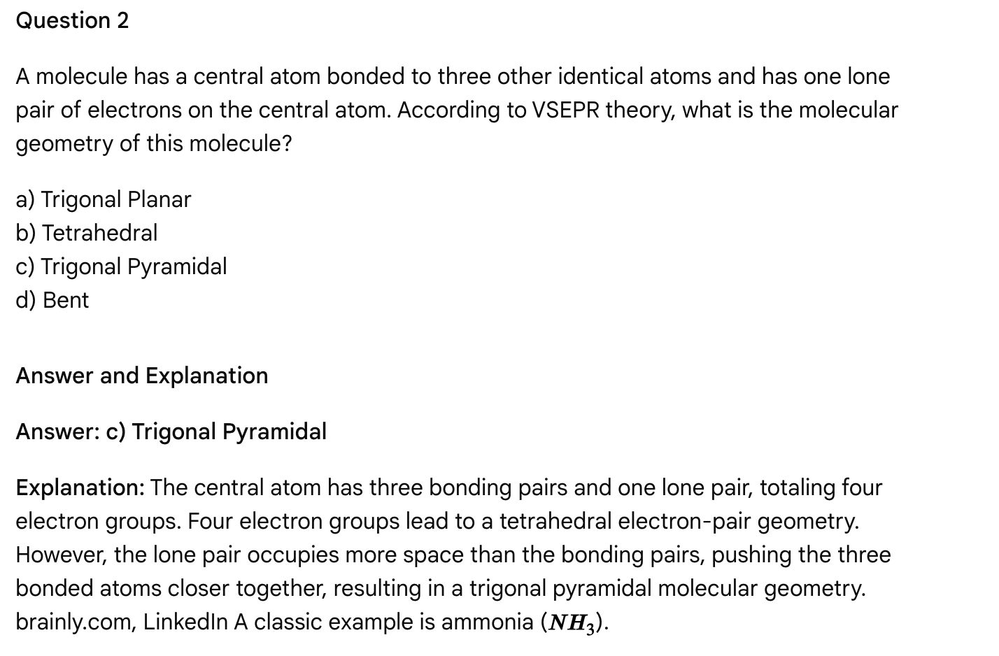 Question 2
A molecule has a central atom bonded to three other identical atoms and has one lone
pair of electrons on the central atom. According to VSEPR theory, what is the molecular
geometry of this molecule?
a) Trigonal Planar
b) Tetrahedral
c) Trigonal Pyramidal
d) Bent
Answer and Explanation
Answer: c) Trigonal Pyramidal
Explanation: The central atom has three bonding pairs and one lone pair, totaling four
electron groups. Four electron groups lead to a tetrahedral electron-pair geometry.
However, the lone pair occupies more space than the bonding pairs, pushing the three
bonded atoms closer together, resulting in a trigonal pyramidal molecular geometry.
brainly.com, LinkedIn A classic example is ammonia (NH₃).